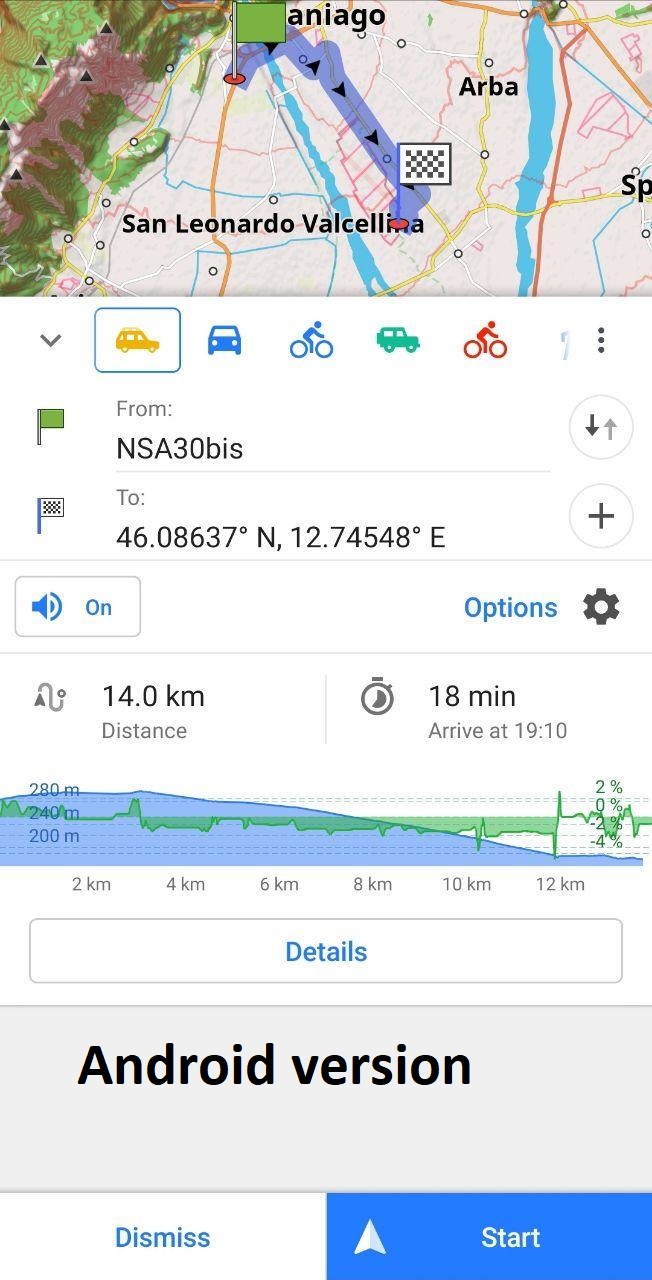 aniago
Arba
Sp
San Leonardo Valcellina
From:
NSA30bis
To:
46.08637° N, 12.74548° E
On
Options
14.0 km
18 min
Distance
Arrive at 19:10
280 m
2 %
240 m
0 %
200 m
-2 %
-4 %
2 km
4 km
6 km
8 km
10 km
12 km
Details
Android version
Dismiss
Start